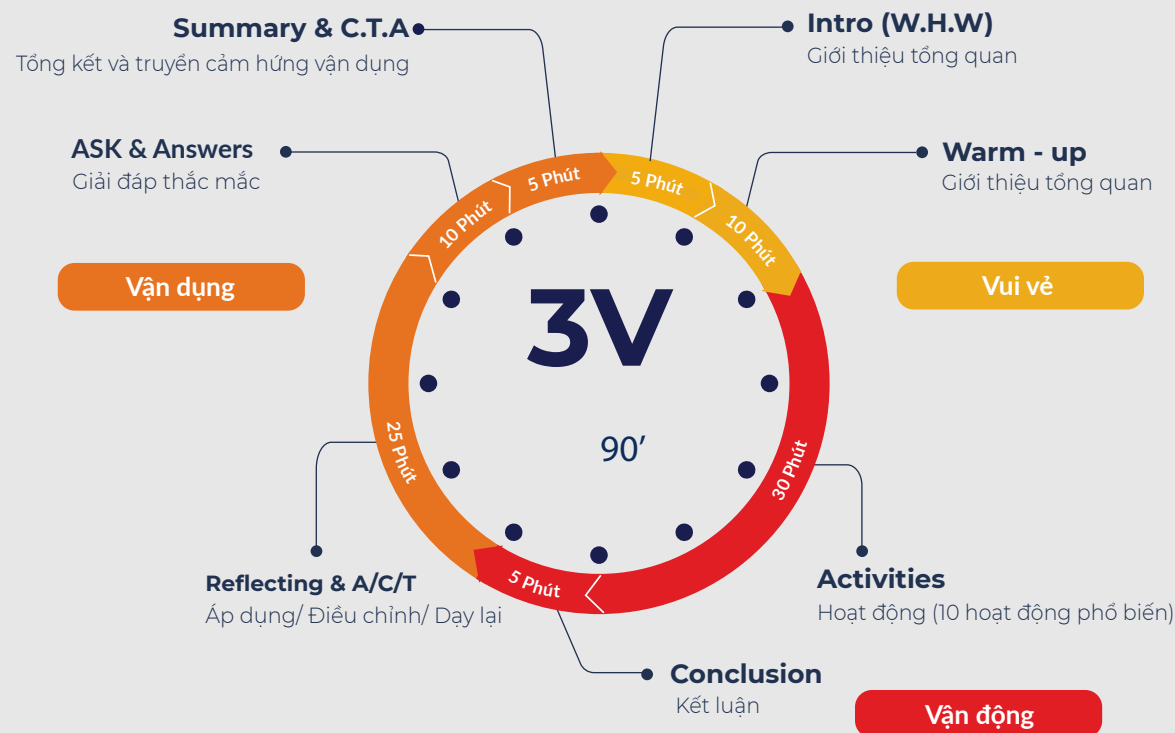 Summary & C.T.A
Tổng kết và truyền cảm hứng vận dụng
Intro (W.H.W)
Giới thiệu tổng quan
ASK & Answers
Giải đáp thắc mắc
Warm - up
Giới thiệu tổng quan
5 Phút
5 Phút
10 Phút
10 Phút
Vận dụng
Vui vẻ
3V
90’
25 Phút
30 Phút
5 Phút
Reflecting & A/C/T
Áp dụng/ Điều chỉnh/ Dạy lại
Activities
Hoạt động (10 hoạt động phổ biến)
Conclusion
Kết luận
Vận động